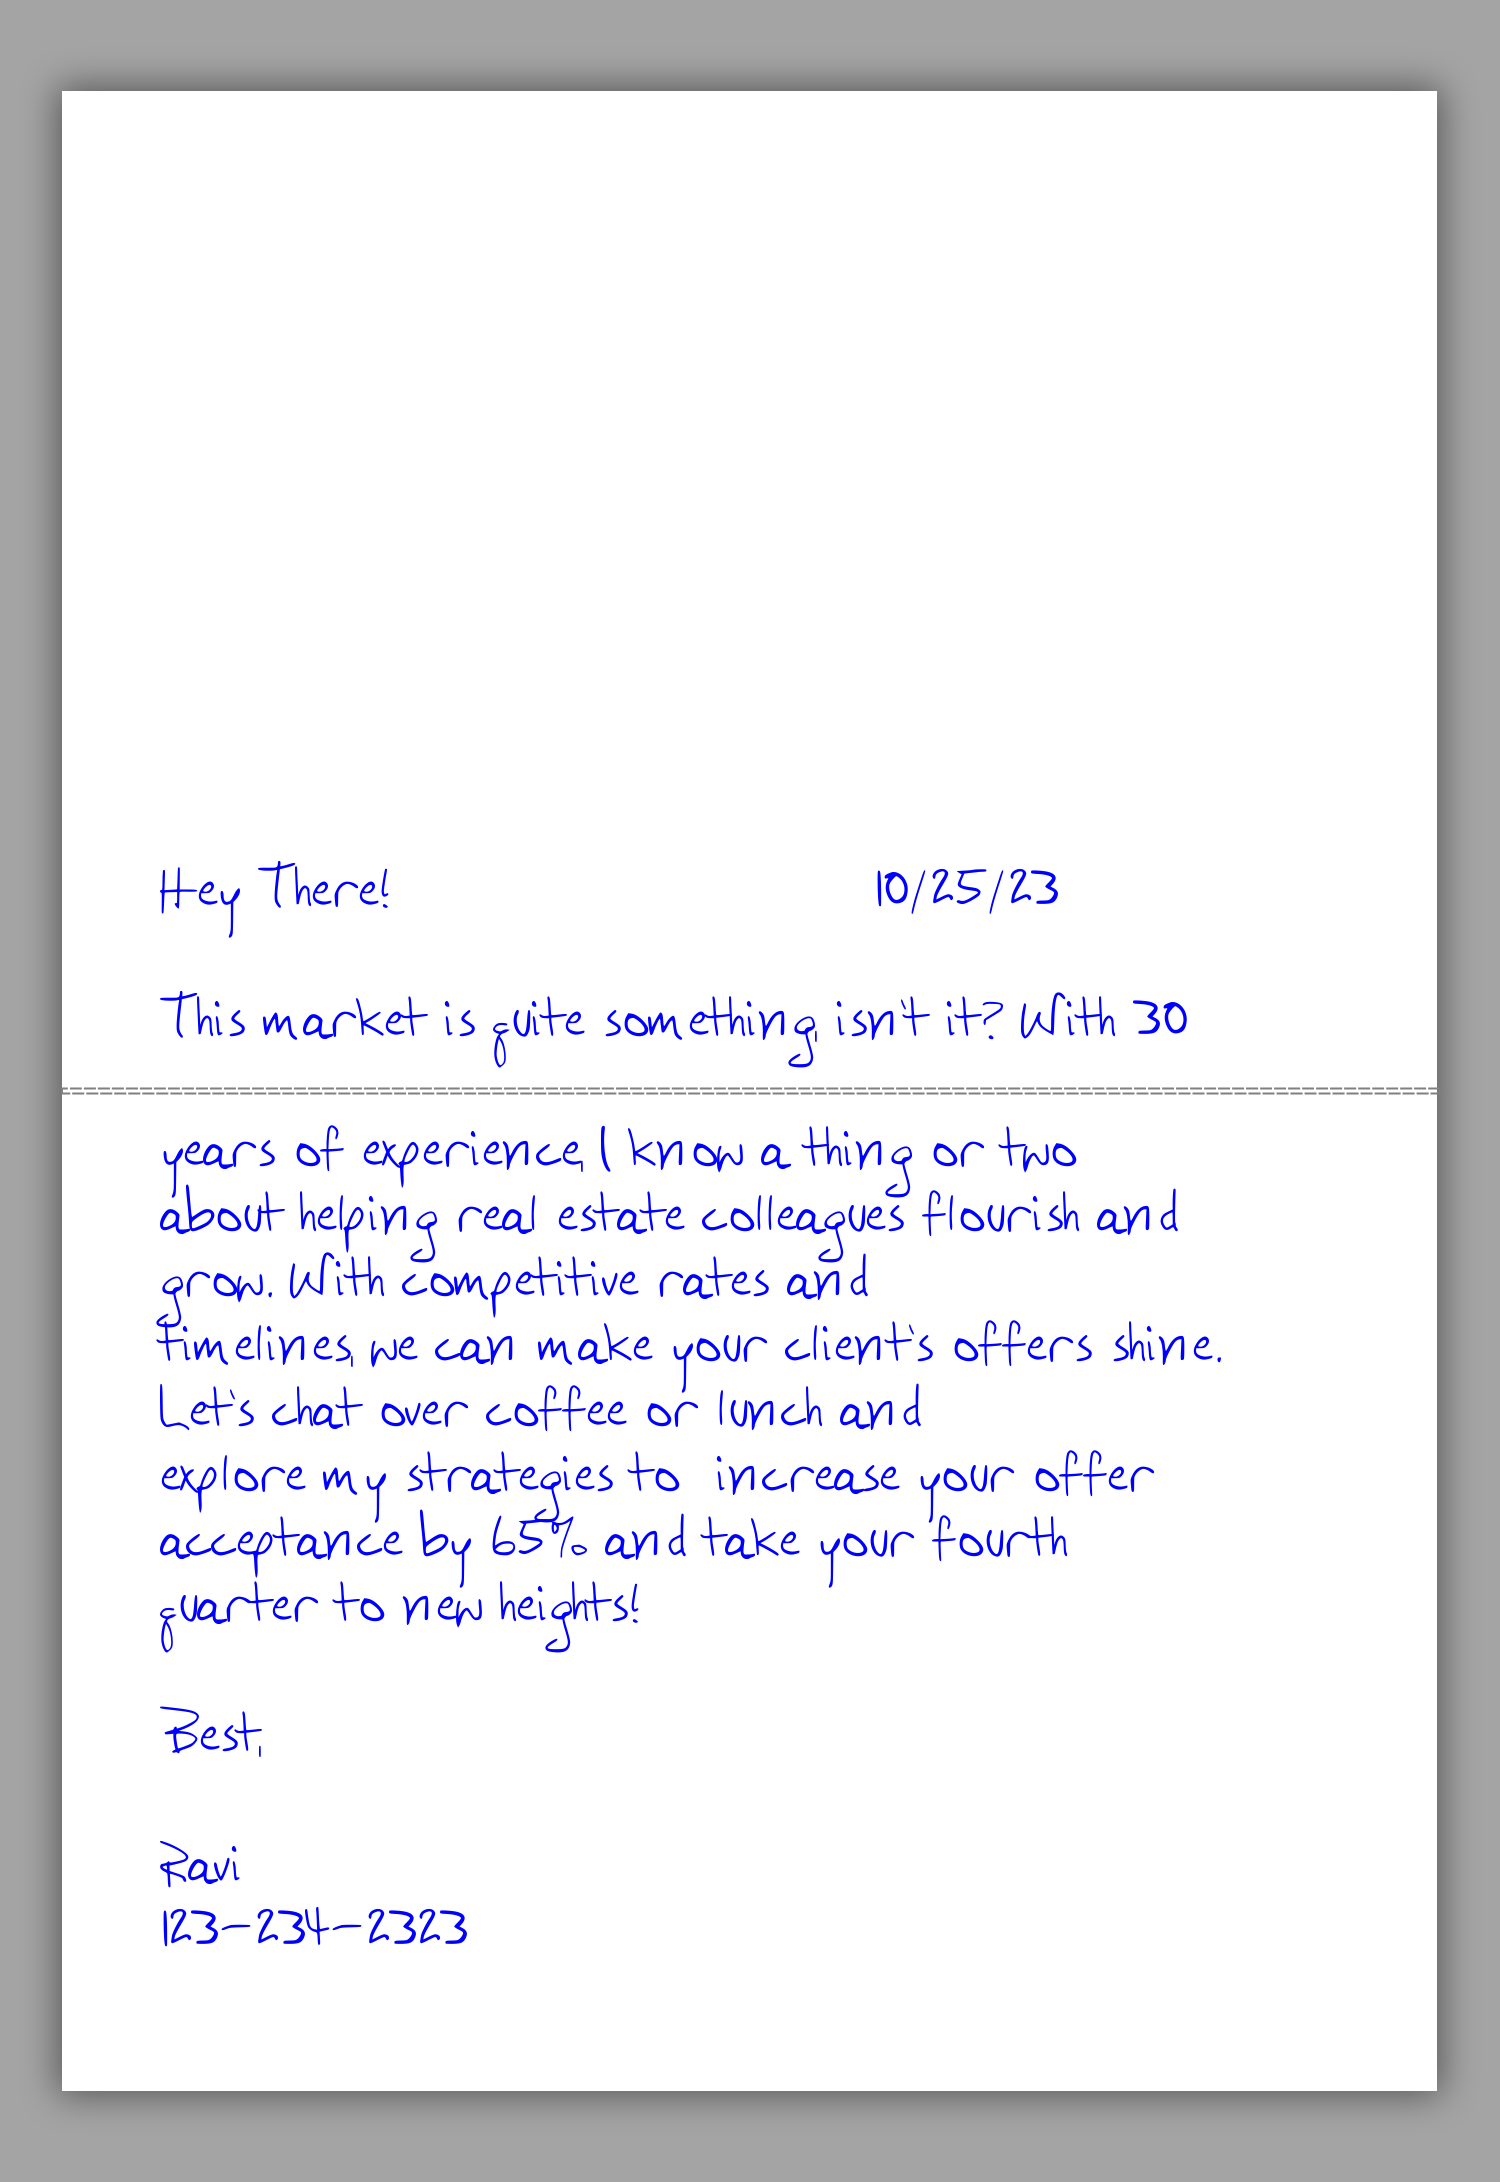 Hey There! 10/25/23
This market is quite something, isn't it? With 30
years of experience, I know a thing or two
about helping real estate colleagues flourish and
grow. With competitive rates and
timelines, we can make your client's offers shine.
Let's chat over coffee or lunch and
explore my strategies to increase your offer
acceptance by 65% and take your fourth
quarter to new heights!
Best,
Ravi
123-234-2323